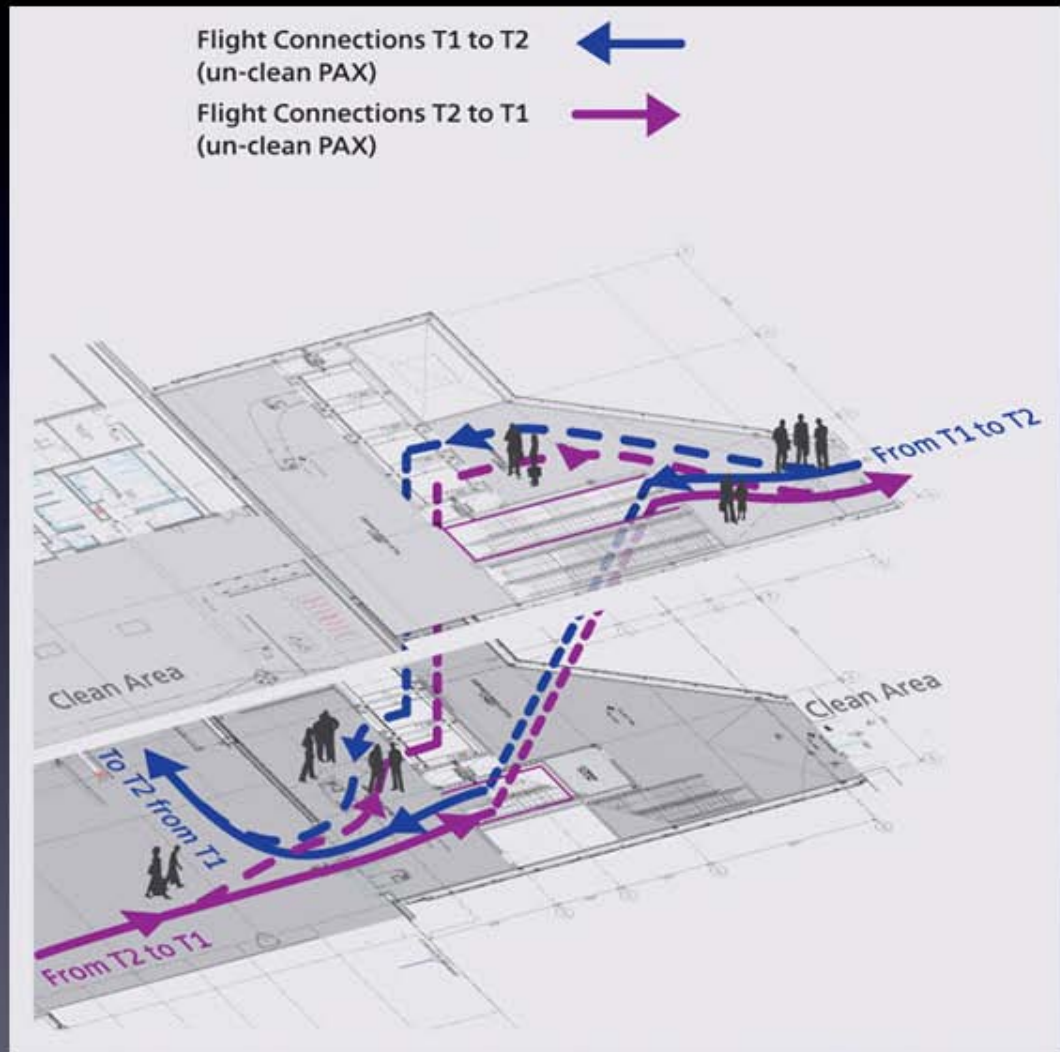 Flight Connections T1 to T2
(un-clean PAX)
Flight Connections T2 to T1
(un-clean PAX)
From T1 to T2
Clean Area
Clean Area
To T2 from T1
From T2 to T1